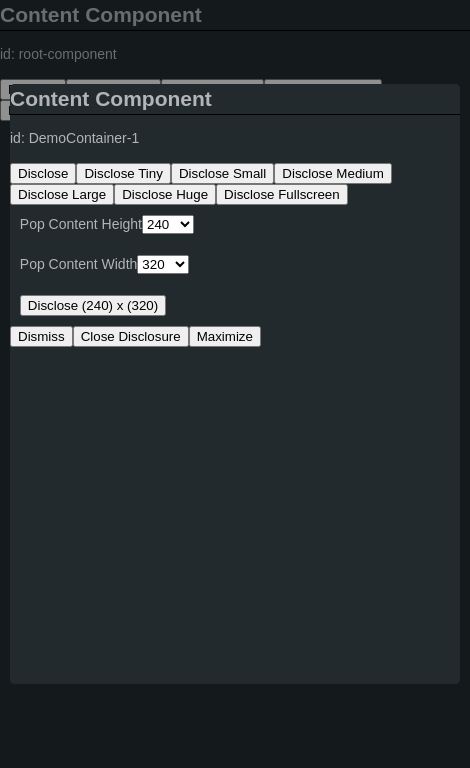 Content Component
id: root-component
Content Component
id: DemoContainer-1
Disclose Disclose Tiny Disclose Small Disclose Medium
Disclose Large Disclose Huge Disclose Fullscreen
Pop Content Height 240
Pop Content Width 320
Disclose (240) x (320)
Dismiss Close Disclosure Maximize